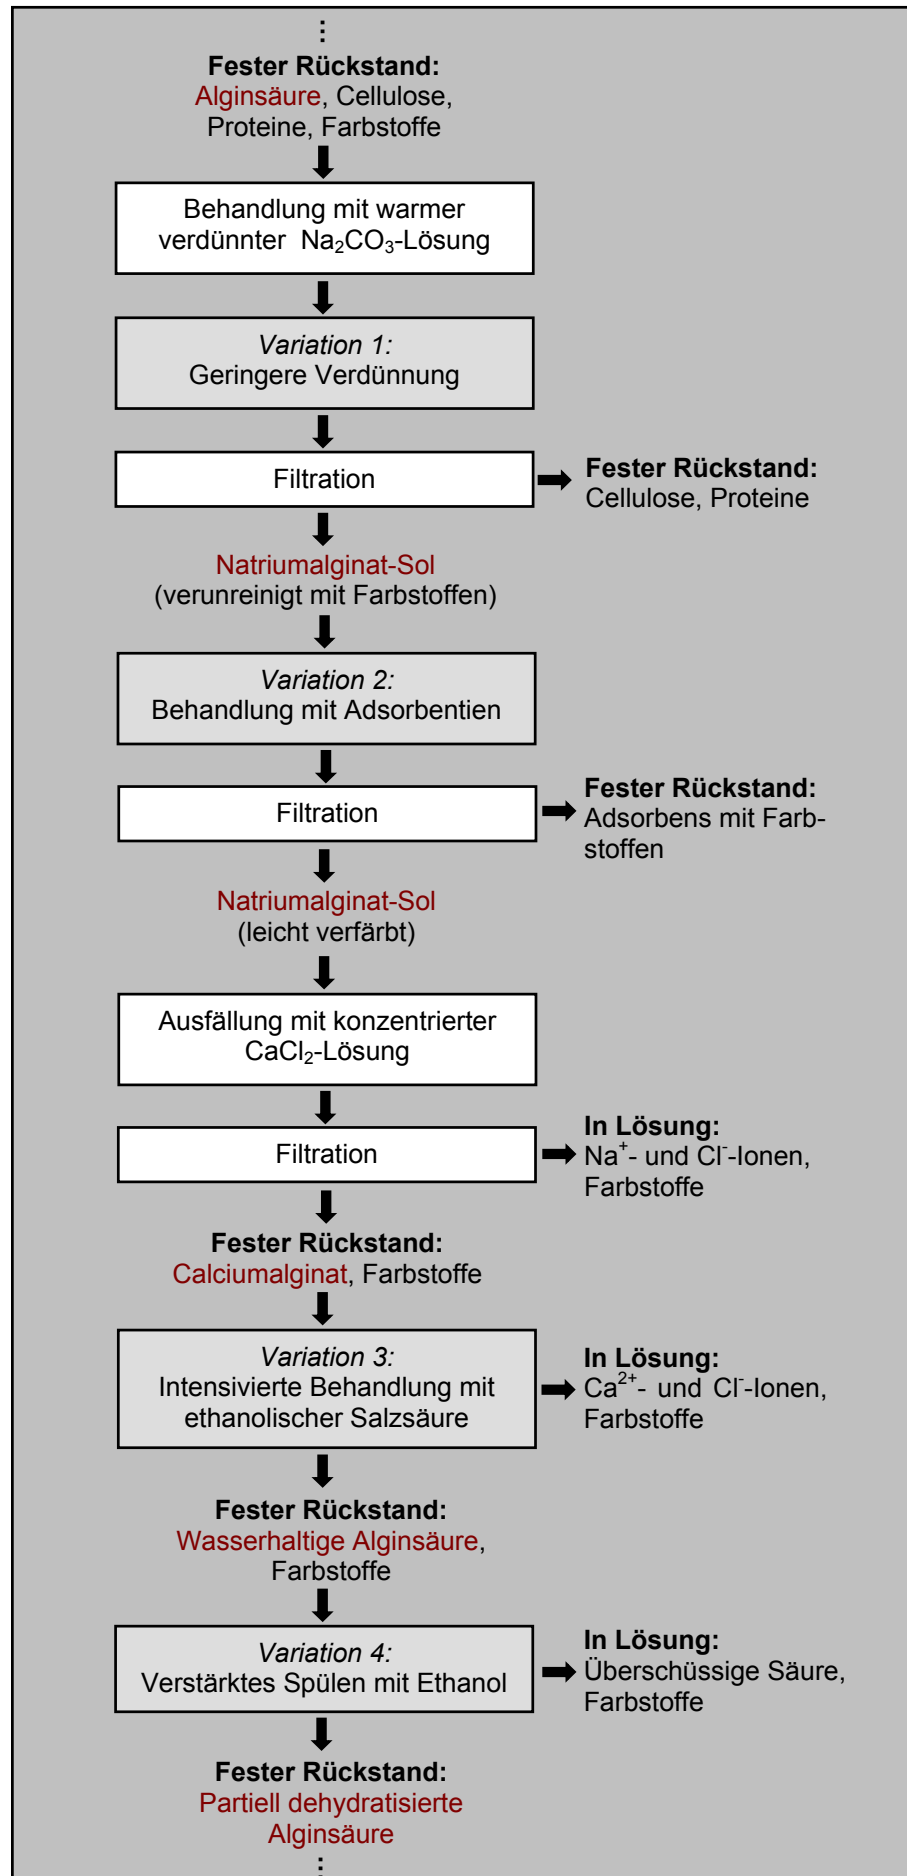 ⋮
Fester Rückstand:
Alginsäure, Cellulose,
Proteine, Farbstoffe
Behandlung mit warmer
verdünnter Na₂CO₃-Lösung
Variation 1:
Geringere Verdünnung
Filtration
Fester Rückstand:
Cellulose, Proteine
Natriumalginat-Sol
(verunreinigt mit Farbstoffen)
Variation 2:
Behandlung mit Adsorbentien
Filtration
Fester Rückstand:
Adsorbens mit Farb-
stoffen
Natriumalginat-Sol
(leicht verfärbt)
Ausfällung mit konzentrierter
CaCl₂-Lösung
Filtration
In Lösung:
Na⁺- und Cl⁻-Ionen,
Farbstoffe
Fester Rückstand:
Calciumalginat, Farbstoffe
Variation 3:
Intensivierte Behandlung mit
ethanolischer Salzsäure
In Lösung:
Ca²⁺- und Cl⁻-Ionen,
Farbstoffe
Fester Rückstand:
Wasserhaltige Alginsäure,
Farbstoffe
Variation 4:
Verstärktes Spülen mit Ethanol
In Lösung:
Überschüssige Säure,
Farbstoffe
Fester Rückstand:
Partiell dehydratisierte
Alginsäure
⋮